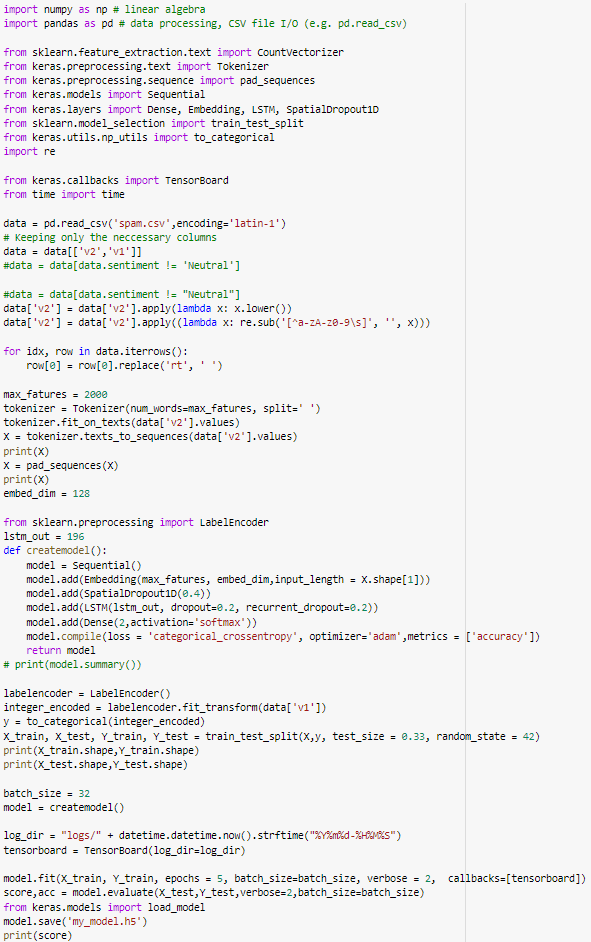 import numpy as np # linear algebra
import pandas as pd # data processing, CSV file I/O (e.g. pd.read_csv)

from sklearn.feature_extraction.text import CountVectorizer
from keras.preprocessing.text import Tokenizer
from keras.preprocessing.sequence import pad_sequences
from keras.models import Sequential
from keras.layers import Dense, Embedding, LSTM, SpatialDropout1D
from sklearn.model_selection import train_test_split
from keras.utils.np_utils import to_categorical
import re

from keras.callbacks import TensorBoard
from time import time

data = pd.read_csv('spam.csv',encoding='latin-1')
# Keeping only the neccessary columns
data = data[['v2','v1']]
#data = data[data.sentiment != 'Neutral']

#data = data[data.sentiment != "Neutral"]
data['v2'] = data['v2'].apply(lambda x: x.lower())
data['v2'] = data['v2'].apply((lambda x: re.sub('[^a-zA-z0-9\s]', '', x)))

for idx, row in data.iterrows():
    row[0] = row[0].replace('rt', ' ')

max_fatures = 2000
tokenizer = Tokenizer(num_words=max_fatures, split=' ')
tokenizer.fit_on_texts(data['v2'].values)
X = tokenizer.texts_to_sequences(data['v2'].values)
print(X)
X = pad_sequences(X)
print(X)
embed_dim = 128

from sklearn.preprocessing import LabelEncoder
lstm_out = 196
def createmodel():
    model = Sequential()
    model.add(Embedding(max_fatures, embed_dim,input_length = X.shape[1]))
    model.add(SpatialDropout1D(0.4))
    model.add(LSTM(lstm_out, dropout=0.2, recurrent_dropout=0.2))
    model.add(Dense(2,activation='softmax'))
    model.compile(loss = 'categorical_crossentropy', optimizer='adam',metrics = ['accuracy'])
    return model
# print(model.summary())

labelencoder = LabelEncoder()
integer_encoded = labelencoder.fit_transform(data['v1'])
y = to_categorical(integer_encoded)
X_train, X_test, Y_train, Y_test = train_test_split(X,y, test_size = 0.33, random_state = 42)
print(X_train.shape,Y_train.shape)
print(X_test.shape,Y_test.shape)

batch_size = 32
model = createmodel()

log_dir = "logs/" + datetime.datetime.now().strftime("%Y%m%d-%H%M%S")
tensorboard = TensorBoard(log_dir=log_dir)

model.fit(X_train, Y_train, epochs = 5, batch_size=batch_size, verbose = 2,  callbacks=[tensorboard])
score,acc = model.evaluate(X_test,Y_test,verbose=2,batch_size=batch_size)
from keras.models import load_model
model.save('my_model.h5')
print(score)